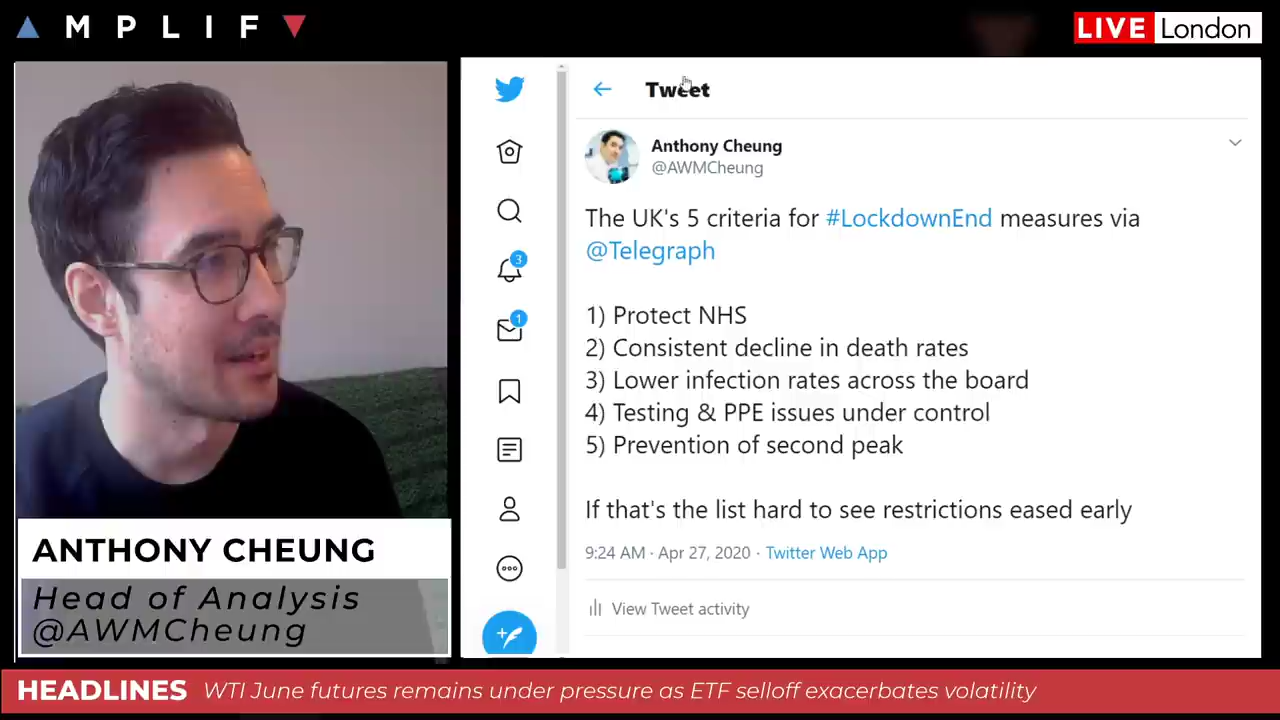 AMPLIFY
LIVE London
Tweet
Anthony Cheung
@AWMCheung
The UK's 5 criteria for #LockdownEnd measures via
@Telegraph
1) Protect NHS
2) Consistent decline in death rates
3) Lower infection rates across the board
4) Testing & PPE issues under control
5) Prevention of second peak
If that's the list hard to see restrictions eased early
9:24 AM · Apr 27, 2020 · Twitter Web App
View Tweet activity
3
1
ANTHONY CHEUNG
Head of Analysis
@AWMCheung
HEADLINES WTI June futures remains under pressure as ETF selloff exacerbates volatility